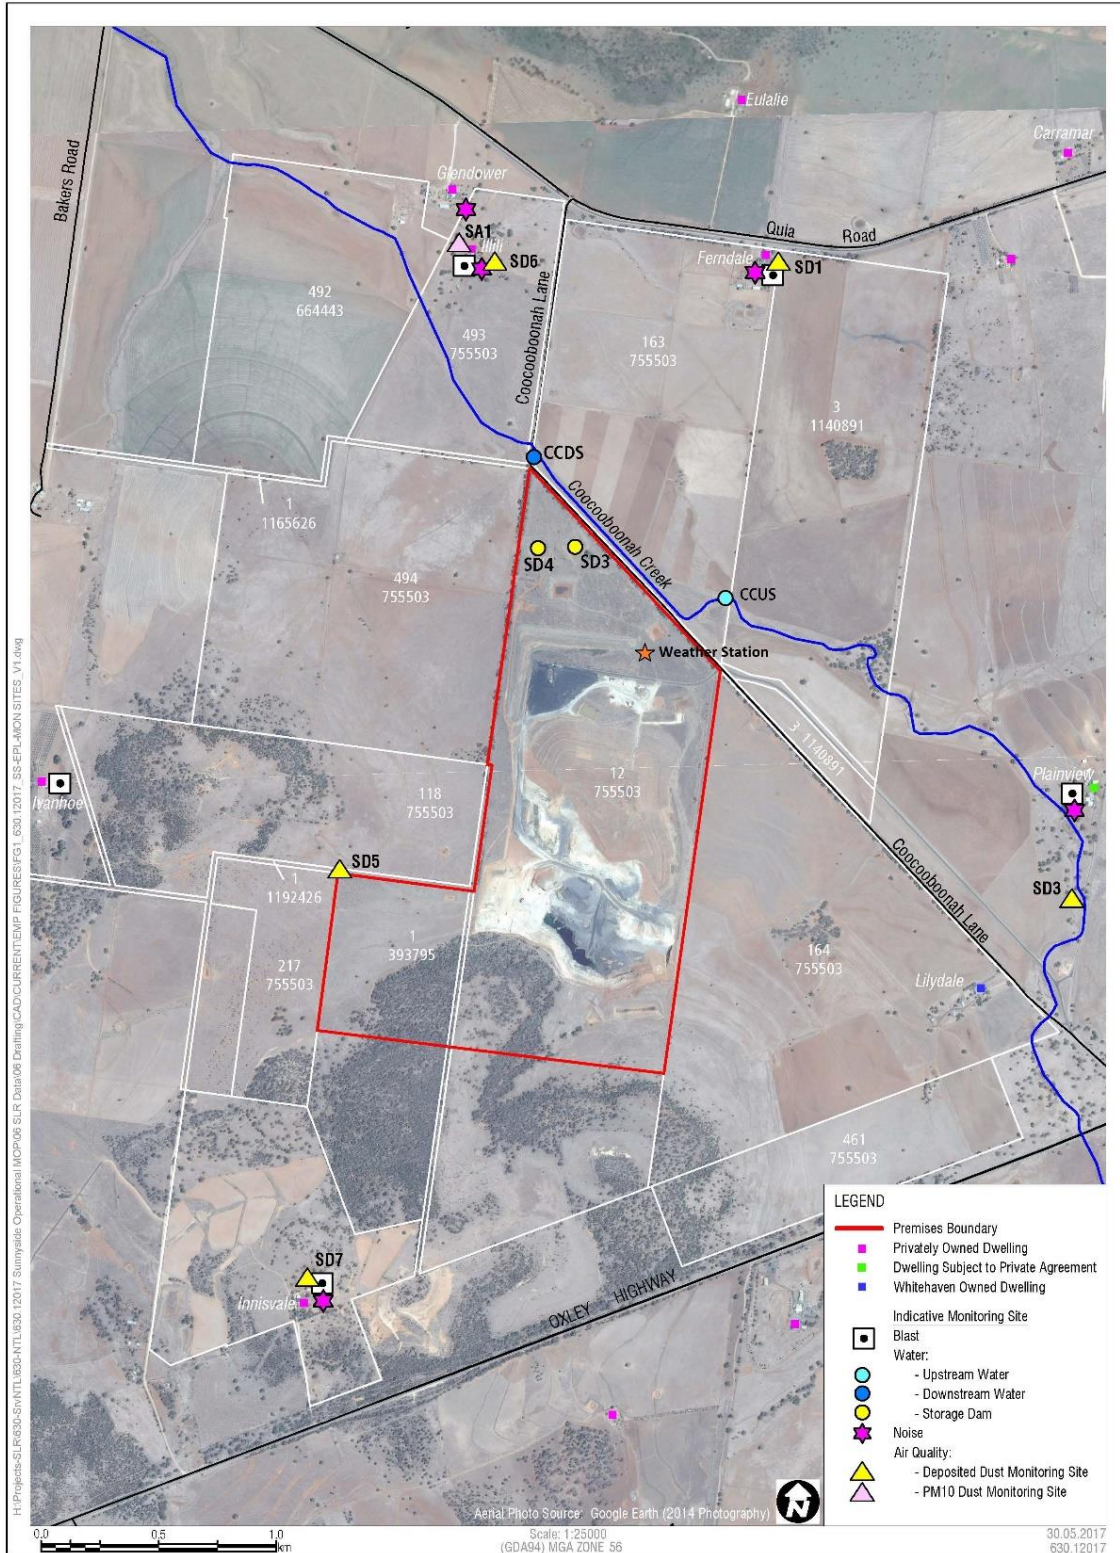 Eulalie
Carramar
Bakers Road
Glendower
Quia Road
SA1
Illili
SD6
Ferndale
SD1
Coocooboonah Lane
492
664443
493
755503
163
755503
3
1140891
CCDS
1
1165626
Coocooboonah Creek
SD4
SD3
494
755503
CCUS
Weather Station
3 1140891
12
755503
Plainview
Ivanhoe
118
755503
SD5
1
1192426
Coocooboonah Lane
SD3
1
393795
217
755503
164
755503
Lilydale
461
755503
SD7
Innisvale
OXLEY HIGHWAY
LEGEND
Premises Boundary
Privately Owned Dwelling
Dwelling Subject to Private Agreement
Whitehaven Owned Dwelling
Indicative Monitoring Site
Blast
Water:
- Upstream Water
- Downstream Water
- Storage Dam
Noise
Air Quality:
- Deposited Dust Monitoring Site
- PM10 Dust Monitoring Site
N
Aerial Photo Source: Google Earth (2014 Photography)
0.0 0.5 1.0
km
Scale: 1:25000
(GDA94) MGA ZONE 56
30.05.2017
630.12017